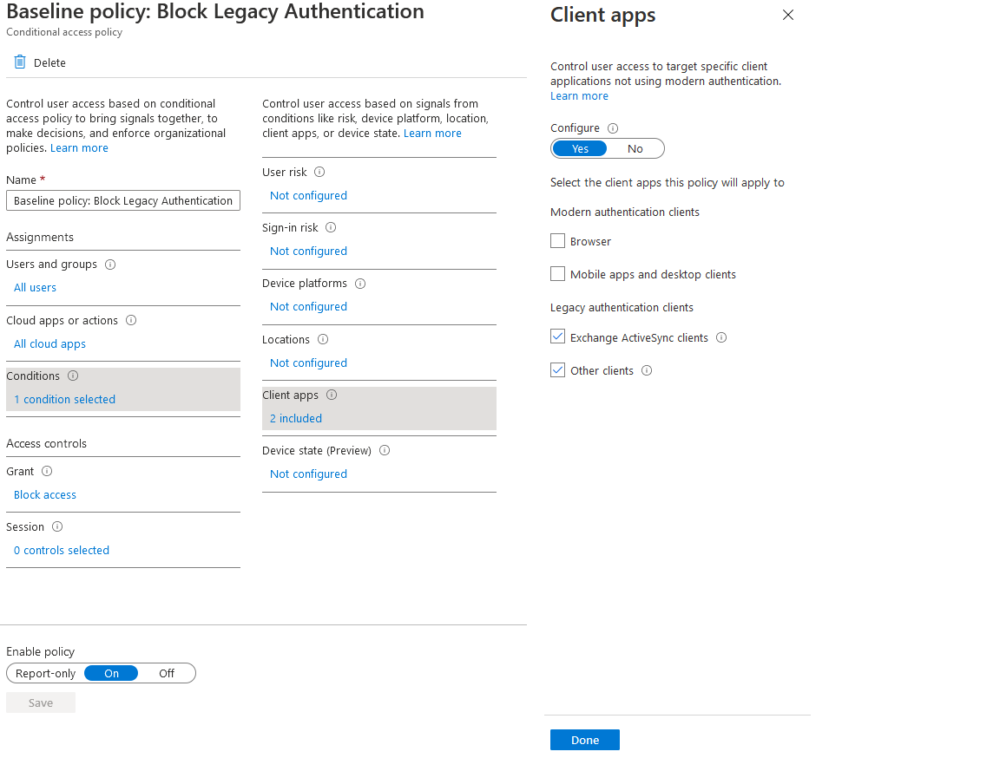 Baseline policy: Block Legacy Authentication
Conditional access policy
Delete
Control user access based on conditional
access policy to bring signals together, to
make decisions, and enforce organizational
policies. Learn more
Name *
Baseline policy: Block Legacy Authentication
Assignments
Users and groups
All users
Cloud apps or actions
All cloud apps
Conditions
1 condition selected
Access controls
Grant
Block access
Session
0 controls selected
Enable policy
Report-only On Off
Save
Control user access based on signals from
conditions like risk, device platform, location,
client apps, or device state. Learn more
User risk
Not configured
Sign-in risk
Not configured
Device platforms
Not configured
Locations
Not configured
Client apps
2 included
Device state (Preview)
Not configured
Client apps
Control user access to target specific client
applications not using modern authentication.
Learn more
Configure
Yes No
Select the client apps this policy will apply to
Modern authentication clients
Browser
Mobile apps and desktop clients
Legacy authentication clients
Exchange ActiveSync clients
Other clients
Done